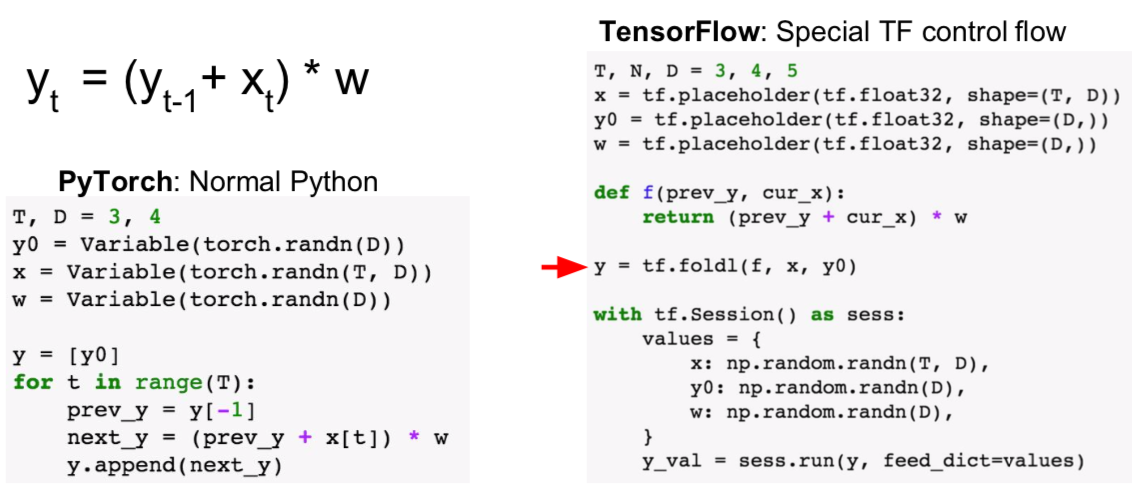 y_t = (y_{t-1} + x_t) * w
PyTorch: Normal Python
T, D = 3, 4
y0 = Variable(torch.randn(D))
x = Variable(torch.randn(T, D))
w = Variable(torch.randn(D))
y = [y0]
for t in range(T):
    prev_y = y[-1]
    next_y = (prev_y + x[t]) * w
    y.append(next_y)
TensorFlow: Special TF control flow
T, N, D = 3, 4, 5
x = tf.placeholder(tf.float32, shape=(T, D))
y0 = tf.placeholder(tf.float32, shape=(D,))
w = tf.placeholder(tf.float32, shape=(D,))
def f(prev_y, cur_x):
    return (prev_y + cur_x) * w
y = tf.foldl(f, x, y0)
with tf.Session() as sess:
    values = {
        x: np.random.randn(T, D),
        y0: np.random.randn(D),
        w: np.random.randn(D),
    }
    y_val = sess.run(y, feed_dict=values)